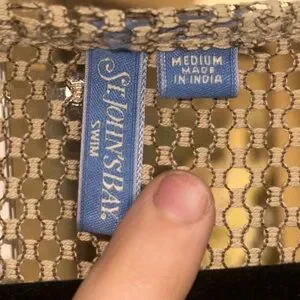 ST. JOHN'S BAY
SWIM
MEDIUM
MADE
IN INDIA